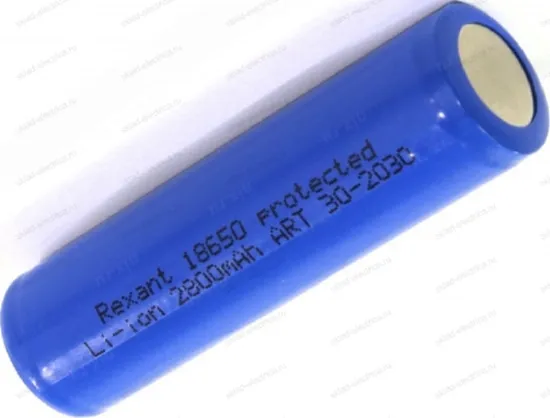 Rexant 18650 Protected
Li-ion 2800mAh ART 30-2030